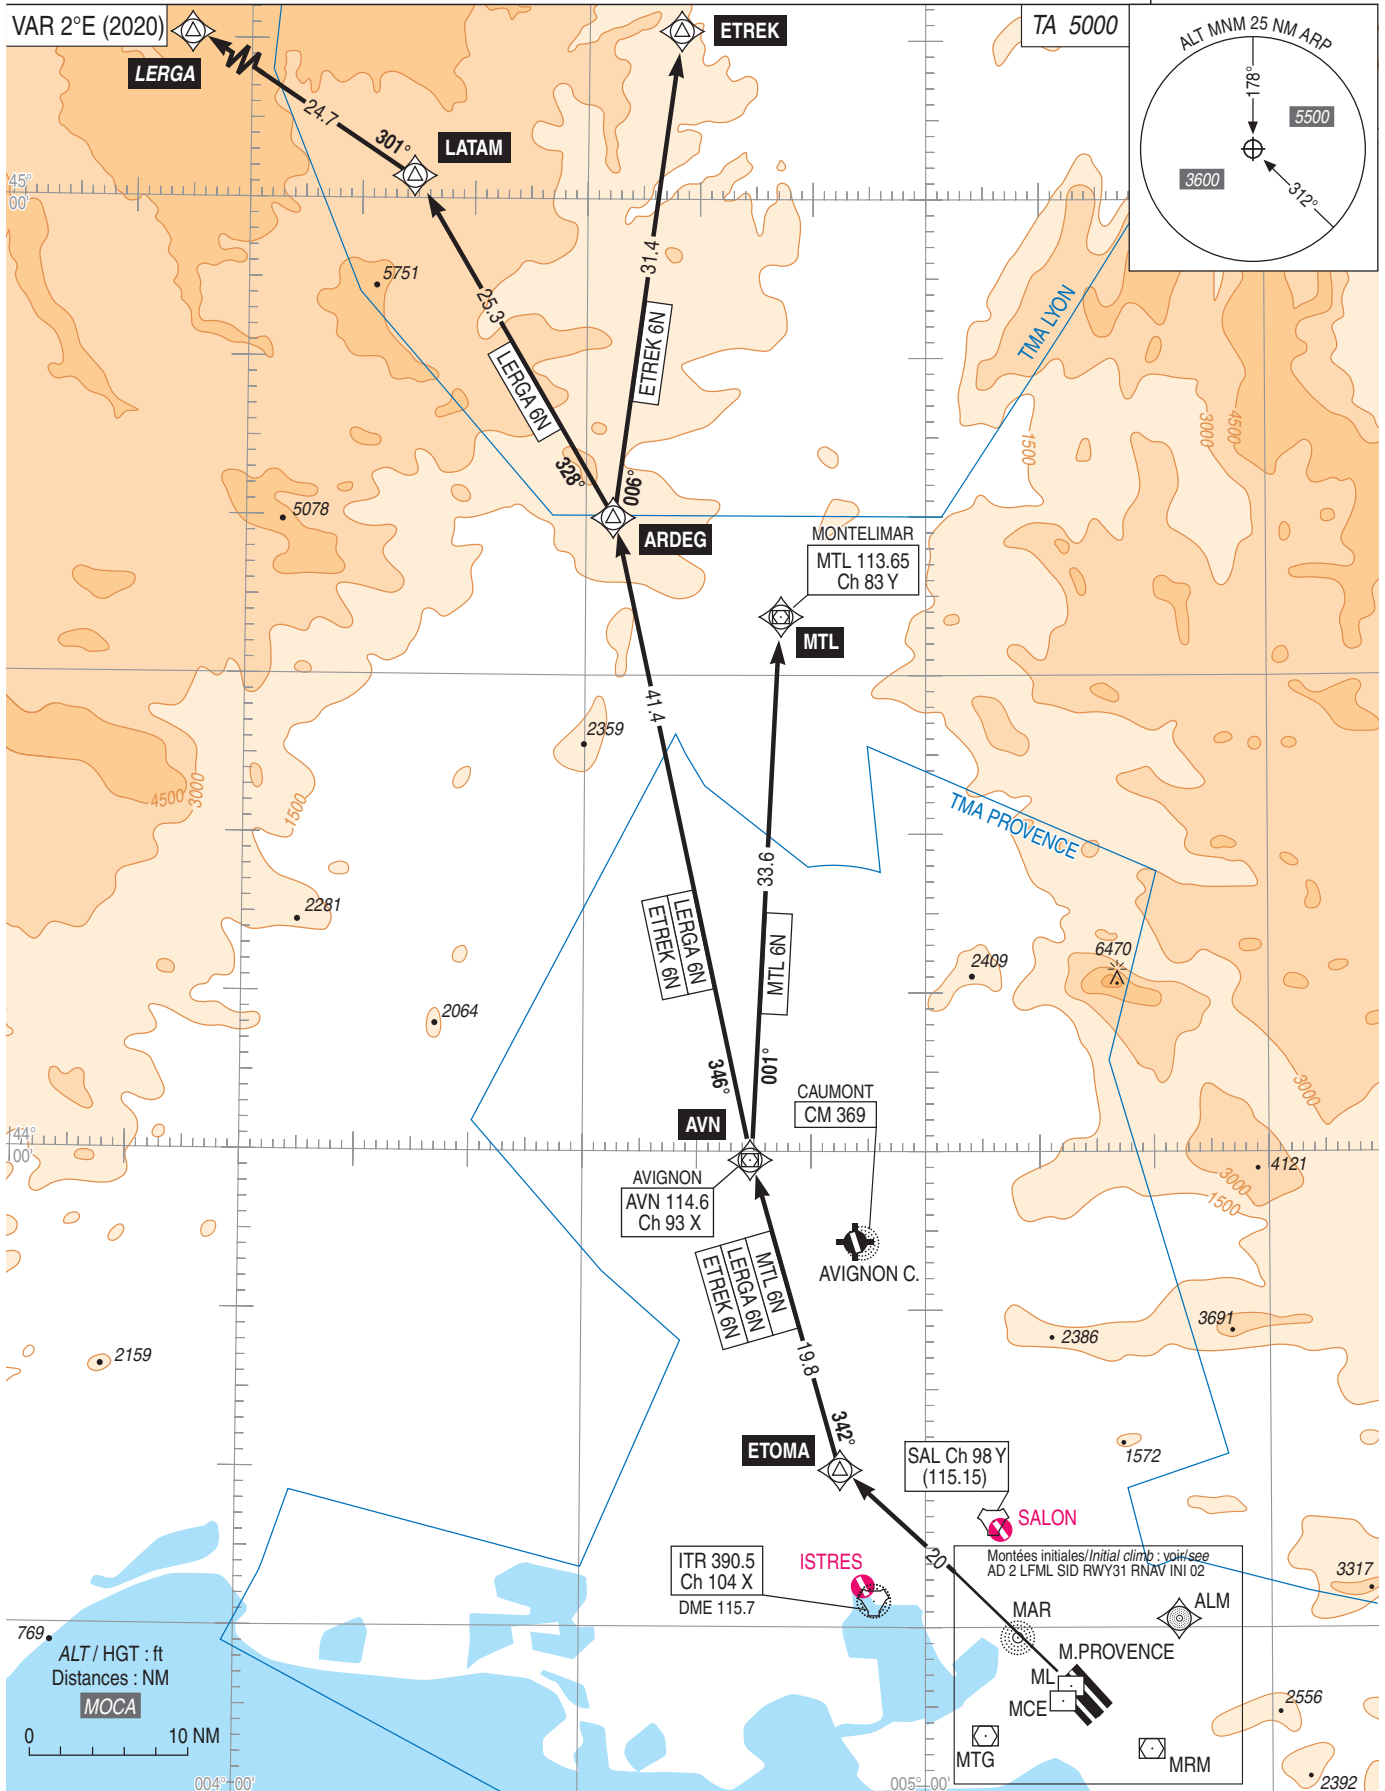 VAR 2°E (2020)
LERGA
ETREK
TA 5000
ALT MNM 25 NM ARP
178°
5500
3600
312°
24.7
301°
LATAM
45°
00'
5751
25.3
31.4
LERGA 6N
ETREK 6N
TMA LYON
1500
3000
4500
328°
006°
5078
ARDEG
MONTELIMAR
MTL 113.65
Ch 83 Y
MTL
41.4
2359
4500
3000
1500
TMA PROVENCE
33.6
2281
LERGA 6N
ETREK 6N
MTL 6N
2409
6470
2064
346°
001°
3000
CAUMONT
CM 369
AVN
44°
00'
AVIGNON
AVN 114.6
Ch 93 X
4121
3000
1500
AVIGNON C.
MTL 6N
LERGA 6N
ETREK 6N
3691
2386
2159
19.8
342°
ETOMA
1572
SAL Ch 98 Y
(115.15)
SALON
20
ISTRES
ITR 390.5
Ch 104 X
DME 115.7
Montées initiales/Initial climb : voir/see
AD 2 LFML SID RWY31 RNAV INI 02
3317
ALM
MAR
M.PROVENCE
ML
MCE
MTG
MRM
2556
2392
769
ALT / HGT : ft
Distances : NM
MOCA
0 10 NM
004°00'
005°00'